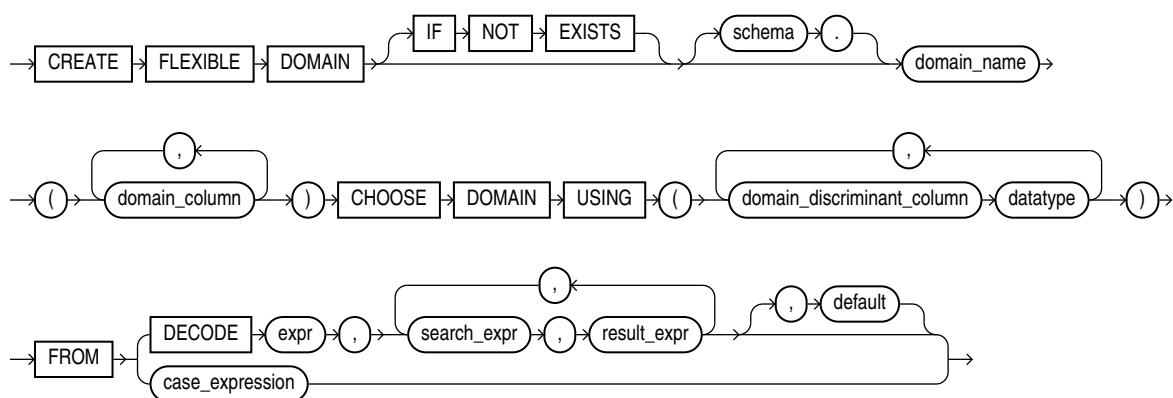 IF NOT EXISTS schema .
CREATE FLEXIBLE DOMAIN domain_name
, ,
( domain_column ) CHOOSE DOMAIN USING ( domain_discriminant_column datatype )
, , default
DECODE expr , search_expr , result_expr
FROM
case_expression